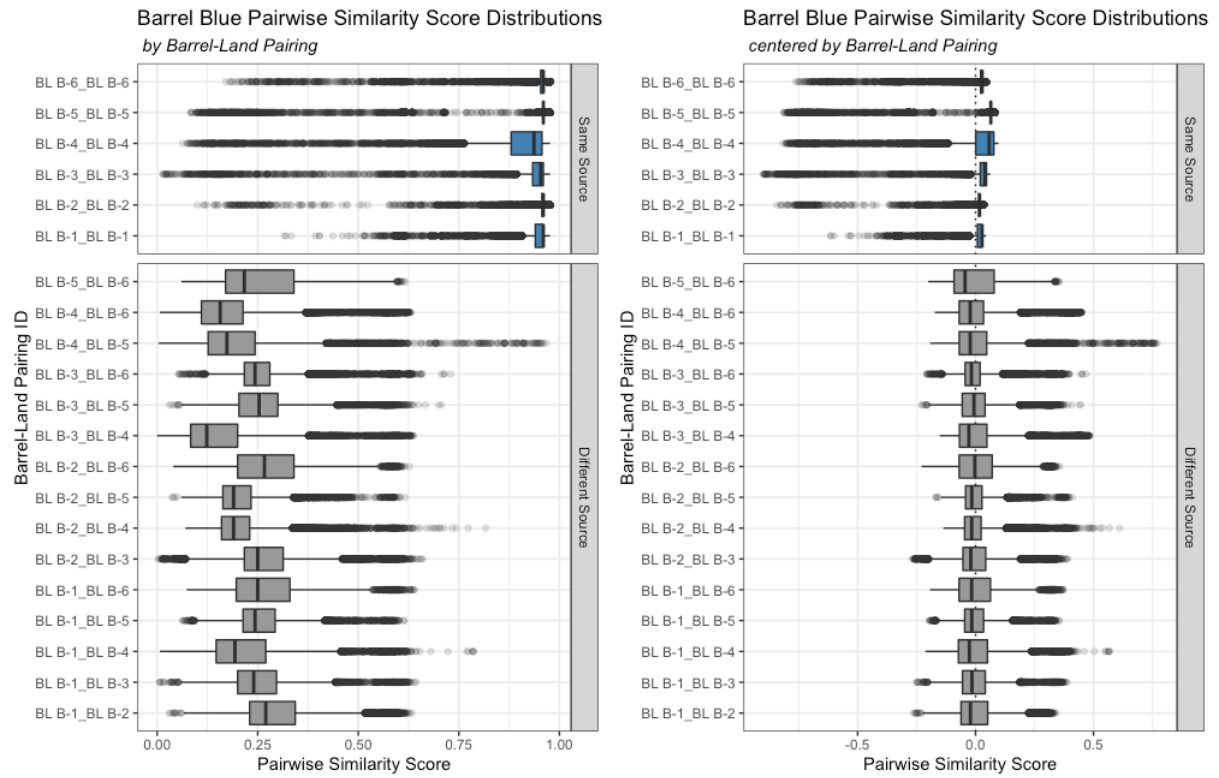 Barrel Blue Pairwise Similarity Score Distributions
by Barrel-Land Pairing
BL B-6_BL B-6
BL B-5_BL B-5
BL B-4_BL B-4
BL B-3_BL B-3
BL B-2_BL B-2
BL B-1_BL B-1
Same Source
BL B-5_BL B-6
BL B-4_BL B-6
BL B-4_BL B-5
BL B-3_BL B-6
BL B-3_BL B-5
BL B-3_BL B-4
BL B-2_BL B-6
BL B-2_BL B-5
BL B-2_BL B-4
BL B-2_BL B-3
BL B-1_BL B-6
BL B-1_BL B-5
BL B-1_BL B-4
BL B-1_BL B-3
BL B-1_BL B-2
Different Source
Barrel-Land Pairing ID
0.00 0.25 0.50 0.75 1.00
Pairwise Similarity Score
Barrel Blue Pairwise Similarity Score Distributions
centered by Barrel-Land Pairing
BL B-6_BL B-6
BL B-5_BL B-5
BL B-4_BL B-4
BL B-3_BL B-3
BL B-2_BL B-2
BL B-1_BL B-1
Same Source
BL B-5_BL B-6
BL B-4_BL B-6
BL B-4_BL B-5
BL B-3_BL B-6
BL B-3_BL B-5
BL B-3_BL B-4
BL B-2_BL B-6
BL B-2_BL B-5
BL B-2_BL B-4
BL B-2_BL B-3
BL B-1_BL B-6
BL B-1_BL B-5
BL B-1_BL B-4
BL B-1_BL B-3
BL B-1_BL B-2
Different Source
Barrel-Land Pairing ID
-0.5 0.0 0.5
Pairwise Similarity Score